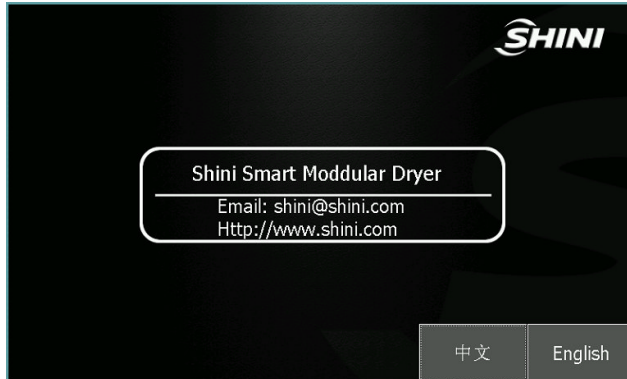 SHINI
Shini Smart Moddular Dryer
Email: shini@shini.com
Http://www.shini.com
中文
English